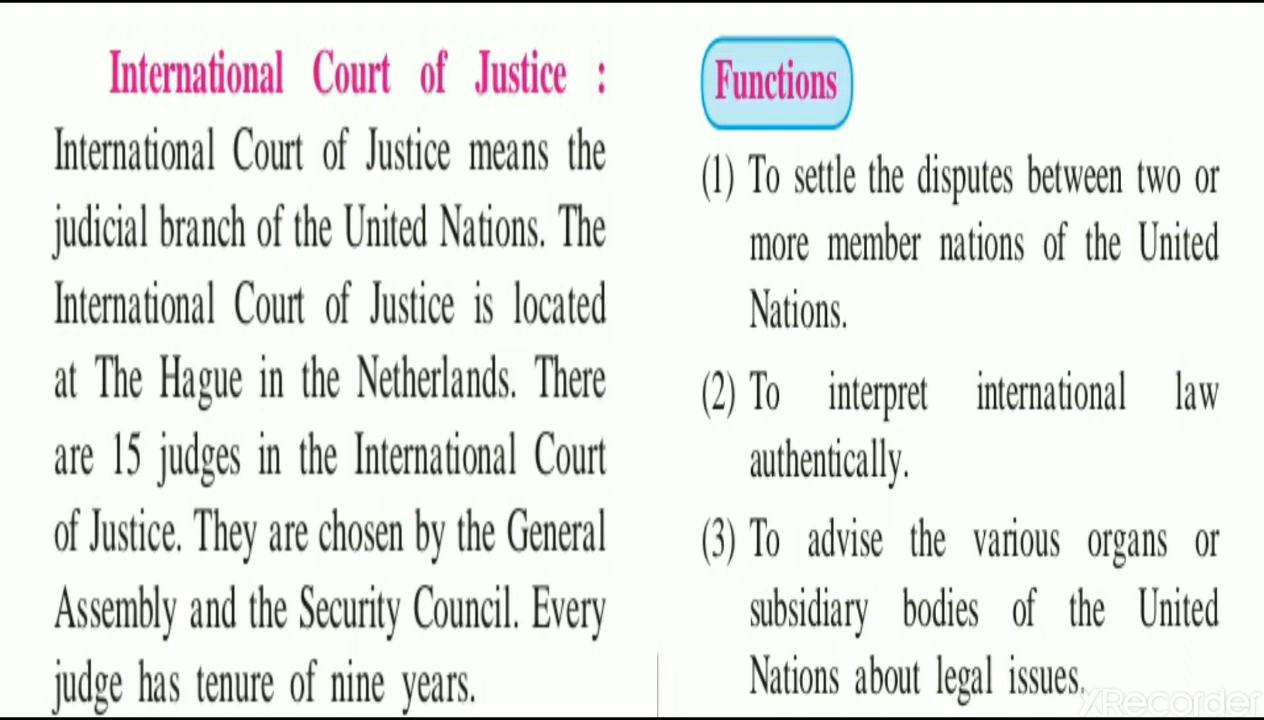 International Court of Justice :
International Court of Justice means the
judicial branch of the United Nations. The
International Court of Justice is located
at The Hague in the Netherlands. There
are 15 judges in the International Court
of Justice. They are chosen by the General
Assembly and the Security Council. Every
judge has tenure of nine years.
Functions
(1) To settle the disputes between two or
more member nations of the United
Nations.
(2) To interpret international law
authentically.
(3) To advise the various organs or
subsidiary bodies of the United
Nations about legal issues.
XRecorder